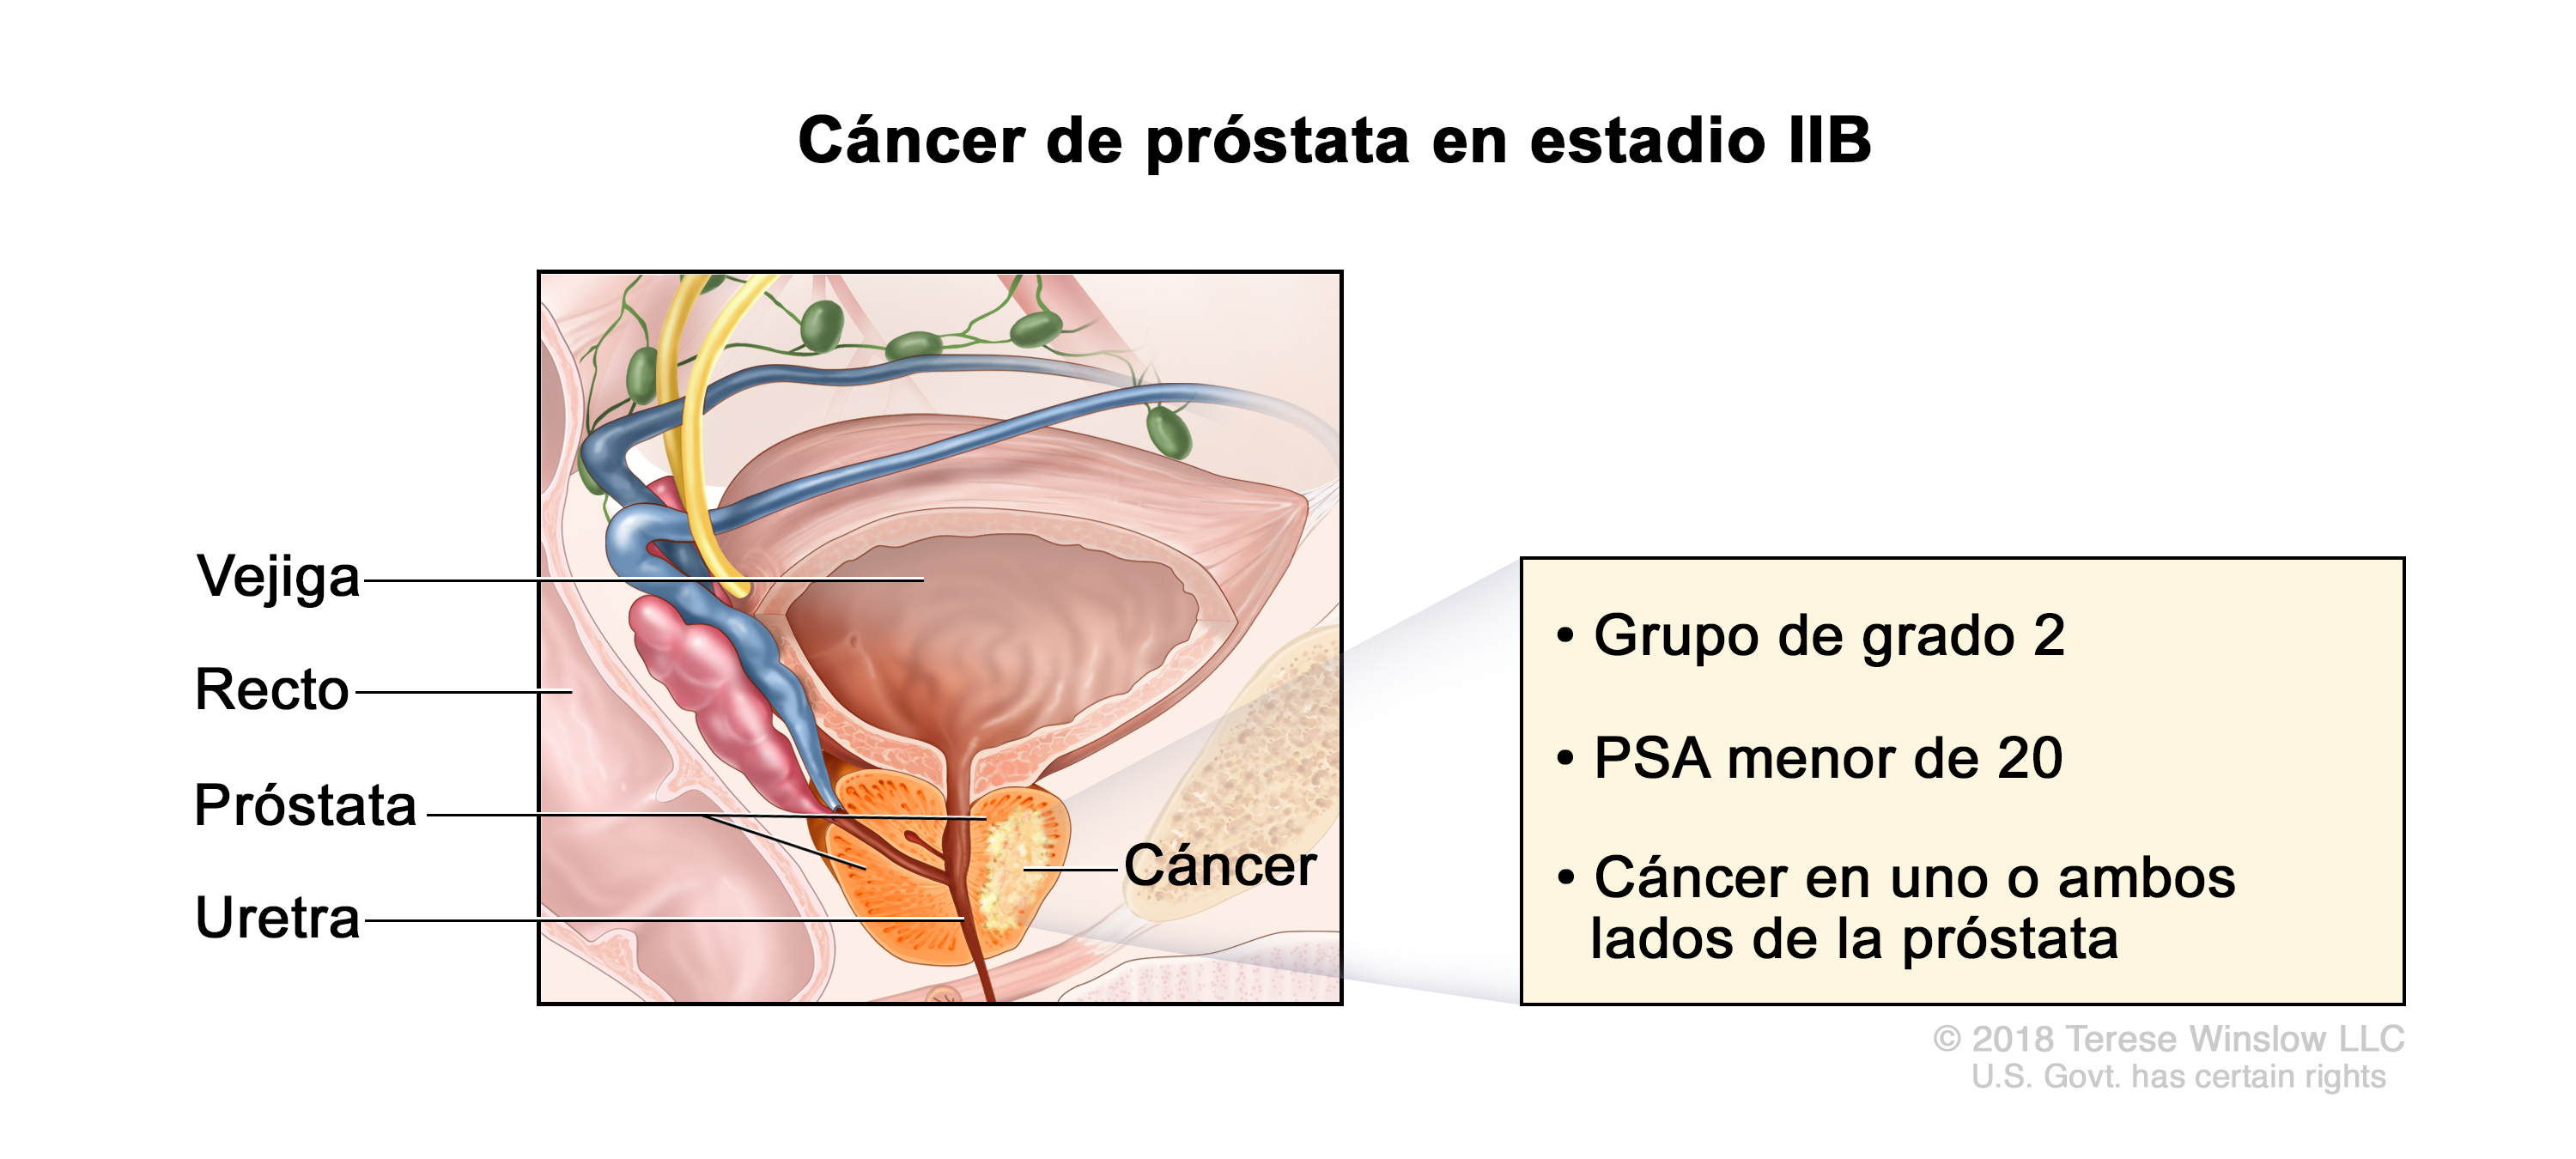 Cáncer de próstata en estadio IIB
Vejiga
Recto
Próstata
Uretra
Cáncer
• Grupo de grado 2
• PSA menor de 20
• Cáncer en uno o ambos
lados de la próstata
© 2018 Terese Winslow LLC
U.S. Govt. has certain rights